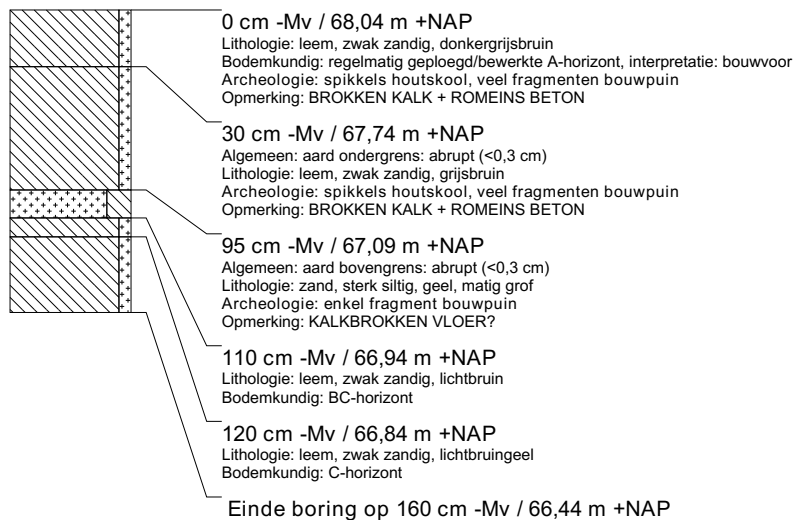 0 cm -Mv / 68,04 m +NAP
Lithologie: leem, zwak zandig, donkergrijsbruin
Bodemkundig: regelmatig geploegd/bewerkte A-horizont, interpretatie: bouwvoor
Archeologie: spikkels houtskool, veel fragmenten bouwpuin
Opmerking: BROKKEN KALK + ROMEINS BETON
30 cm -Mv / 67,74 m +NAP
Algemeen: aard ondergrens: abrupt (<0,3 cm)
Lithologie: leem, zwak zandig, grijsbruin
Archeologie: spikkels houtskool, veel fragmenten bouwpuin
Opmerking: BROKKEN KALK + ROMEINS BETON
95 cm -Mv / 67,09 m +NAP
Algemeen: aard bovengrens: abrupt (<0,3 cm)
Lithologie: zand, sterk siltig, geel, matig grof
Archeologie: enkel fragment bouwpuin
Opmerking: KALKBROKKEN VLOER?
110 cm -Mv / 66,94 m +NAP
Lithologie: leem, zwak zandig, lichtbruin
Bodemkundig: BC-horizont
120 cm -Mv / 66,84 m +NAP
Lithologie: leem, zwak zandig, lichtbruingeel
Bodemkundig: C-horizont
Einde boring op 160 cm -Mv / 66,44 m +NAP